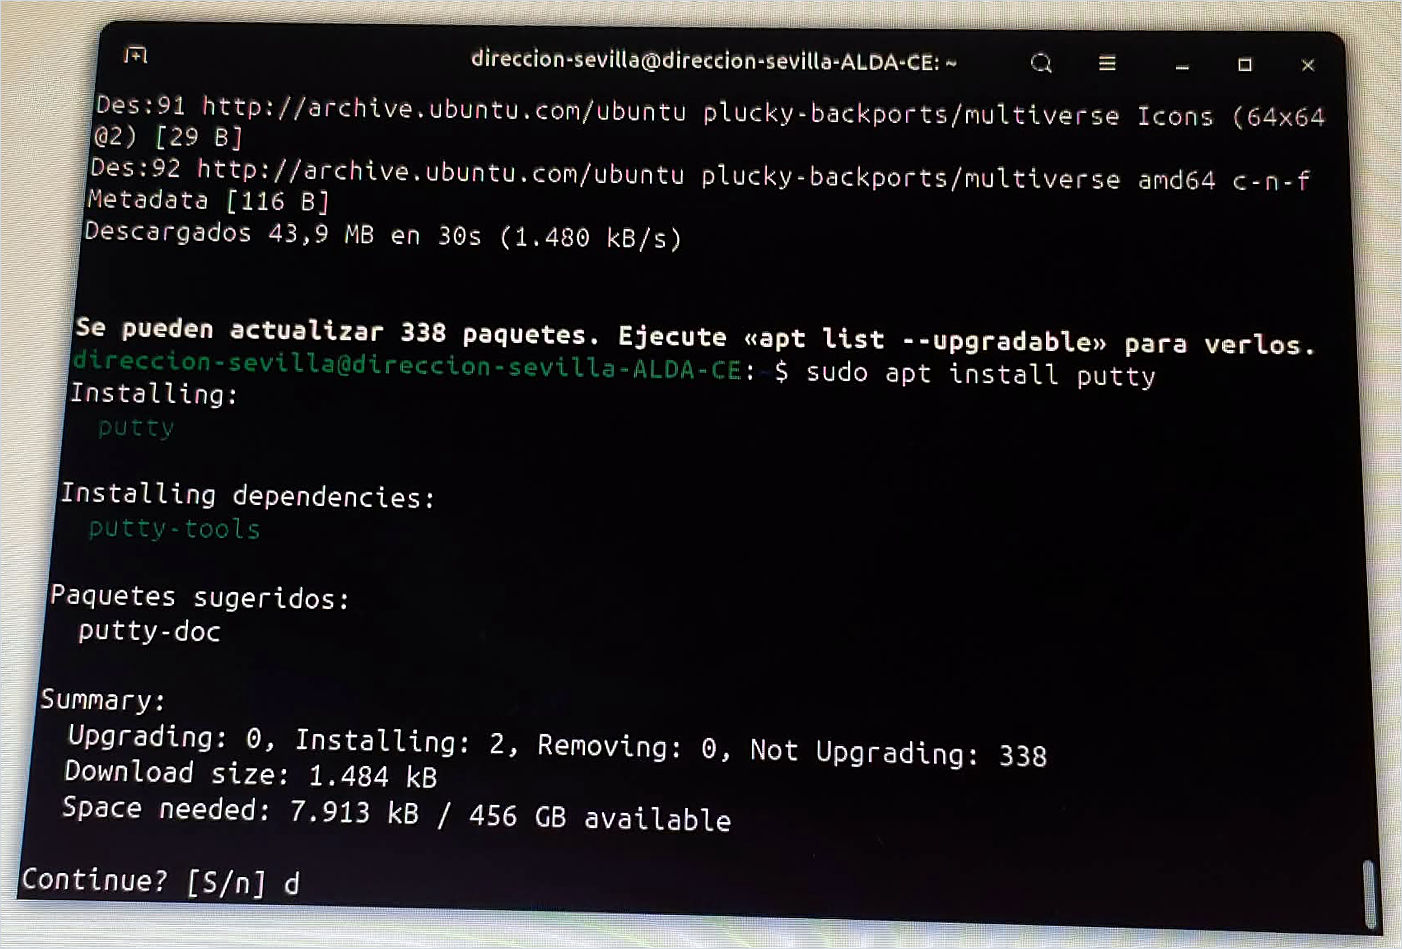 direccion-sevilla@direccion-sevilla-ALDA-CE: ~
Des:91 http://archive.ubuntu.com/ubuntu plucky-backports/multiverse Icons (64x64
@2) [29 B]
Des:92 http://archive.ubuntu.com/ubuntu plucky-backports/multiverse amd64 c-n-f
Metadata [116 B]
Descargados 43,9 MB en 30s (1.480 kB/s)
Se pueden actualizar 338 paquetes. Ejecute «apt list --upgradable» para verlos.
direccion-sevilla@direccion-sevilla-ALDA-CE:~$ sudo apt install putty
Installing:
putty
Installing dependencies:
putty-tools
Paquetes sugeridos:
putty-doc
Summary:
Upgrading: 0, Installing: 2, Removing: 0, Not Upgrading: 338
Download size: 1.484 kB
Space needed: 7.913 kB / 456 GB available
Continue? [S/n] d